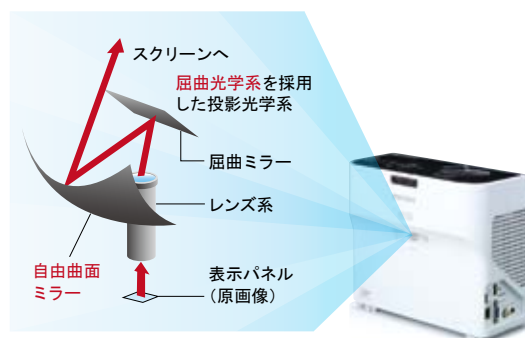 スクリーンへ
屈曲光学系を採用
した投影光学系
屈曲ミラー
レンズ系
自由曲面
ミラー
表示パネル
（原画像）